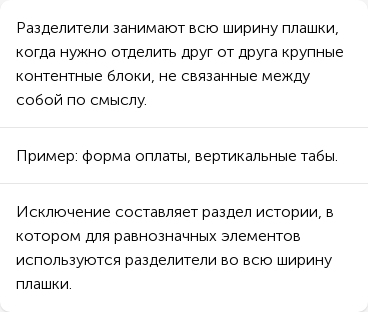 Разделители занимают всю ширину плашки,
когда нужно отделить друг от друга крупные
контентные блоки, не связанные между
собой по смыслу.
Пример: форма оплаты, вертикальные табы.
Исключение составляет раздел истории, в
котором для равнозначных элементов
используются разделители во всю ширину
плашки.